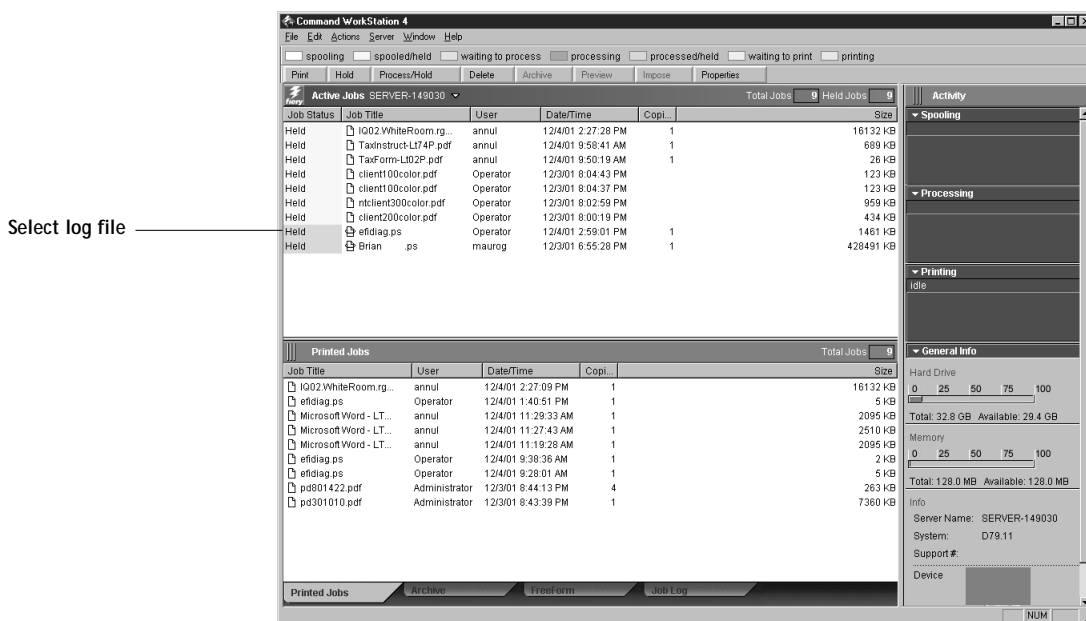 Command WorkStation 4
File Edit Actions Server Window Help
spooling spooled/held waiting to process processing processed/held waiting to print printing
Print Hold Process/Hold Delete Archive Preview Impose Properties
fiery Active Jobs SERVER-149030 Total Jobs 9 Held Jobs 9
Job Status Job Title User Date/Time Copi... Size
Held IQ02.WhiteRoom.rg... annul 12/4/01 2:27:28 PM 1 16132 KB
Held TaxInstruct-Lt74P.pdf annul 12/4/01 9:58:41 AM 1 689 KB
Held TaxForm-Lt02P.pdf annul 12/4/01 9:50:19 AM 1 26 KB
Held client100color.pdf Operator 12/3/01 8:04:43 PM 123 KB
Held client100color.pdf Operator 12/3/01 8:04:37 PM 123 KB
Held ntclient300color.pdf Operator 12/3/01 8:02:59 PM 959 KB
Held client200color.pdf Operator 12/3/01 8:00:19 PM 434 KB
Select log file
Held efidiag.ps Operator 12/4/01 2:59:01 PM 1 1461 KB
Held Brian .ps maurog 12/3/01 6:55:28 PM 1 428491 KB
Printed Jobs Total Jobs 9
Job Title User Date/Time Copi... Size
IQ02.WhiteRoom.rg... annul 12/4/01 2:27:09 PM 1 16132 KB
efidiag.ps Operator 12/4/01 1:40:51 PM 1 5 KB
Microsoft Word - LT... annul 12/4/01 11:29:33 AM 1 2095 KB
Microsoft Word - LT... annul 12/4/01 11:27:43 AM 1 2510 KB
Microsoft Word - LT... annul 12/4/01 11:19:28 AM 1 2095 KB
efidiag.ps Operator 12/4/01 9:38:36 AM 1 2 KB
efidiag.ps Operator 12/4/01 9:28:01 AM 1 5 KB
pd801422.pdf Administrator 12/3/01 8:44:13 PM 4 263 KB
pd301010.pdf Administrator 12/3/01 8:43:39 PM 1 7360 KB
Printed Jobs Archive FreeForm Job Log
Activity
Spooling
Processing
Printing
idle
General Info
Hard Drive
0 25 50 75 100
Total: 32.8 GB Available: 29.4 GB
Memory
0 25 50 75 100
Total: 128.0 MB Available: 128.0 MB
Info
Server Name: SERVER-149030
System: D79.11
Support #:
Device
NUM